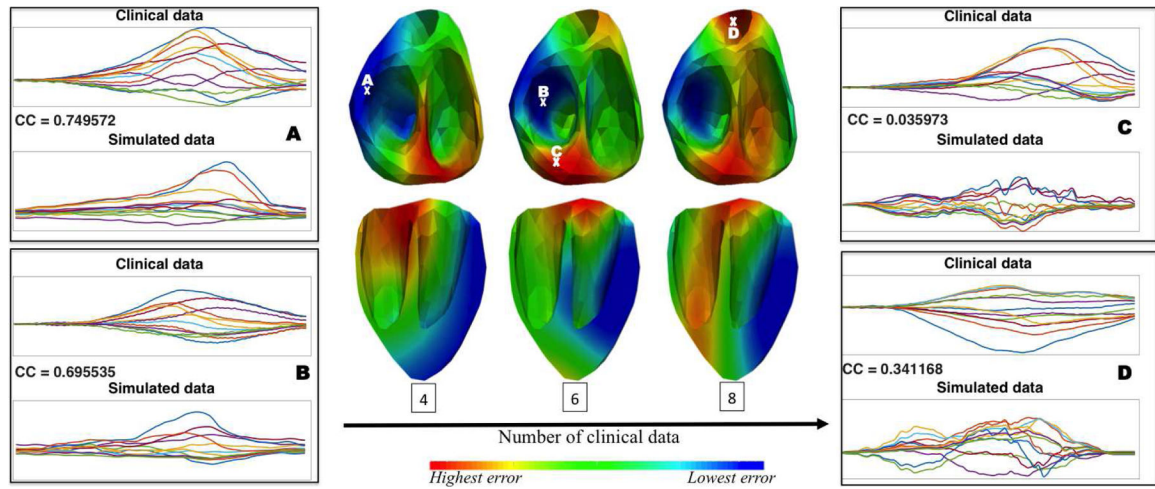 Clinical data
CC = 0.749572
A
Simulated data
Clinical data
CC = 0.695535
B
Simulated data
A
B
C
D
4
6
8
Number of clinical data
Highest error
Lowest error
Clinical data
CC = 0.035973
C
Simulated data
Clinical data
CC = 0.341168
D
Simulated data